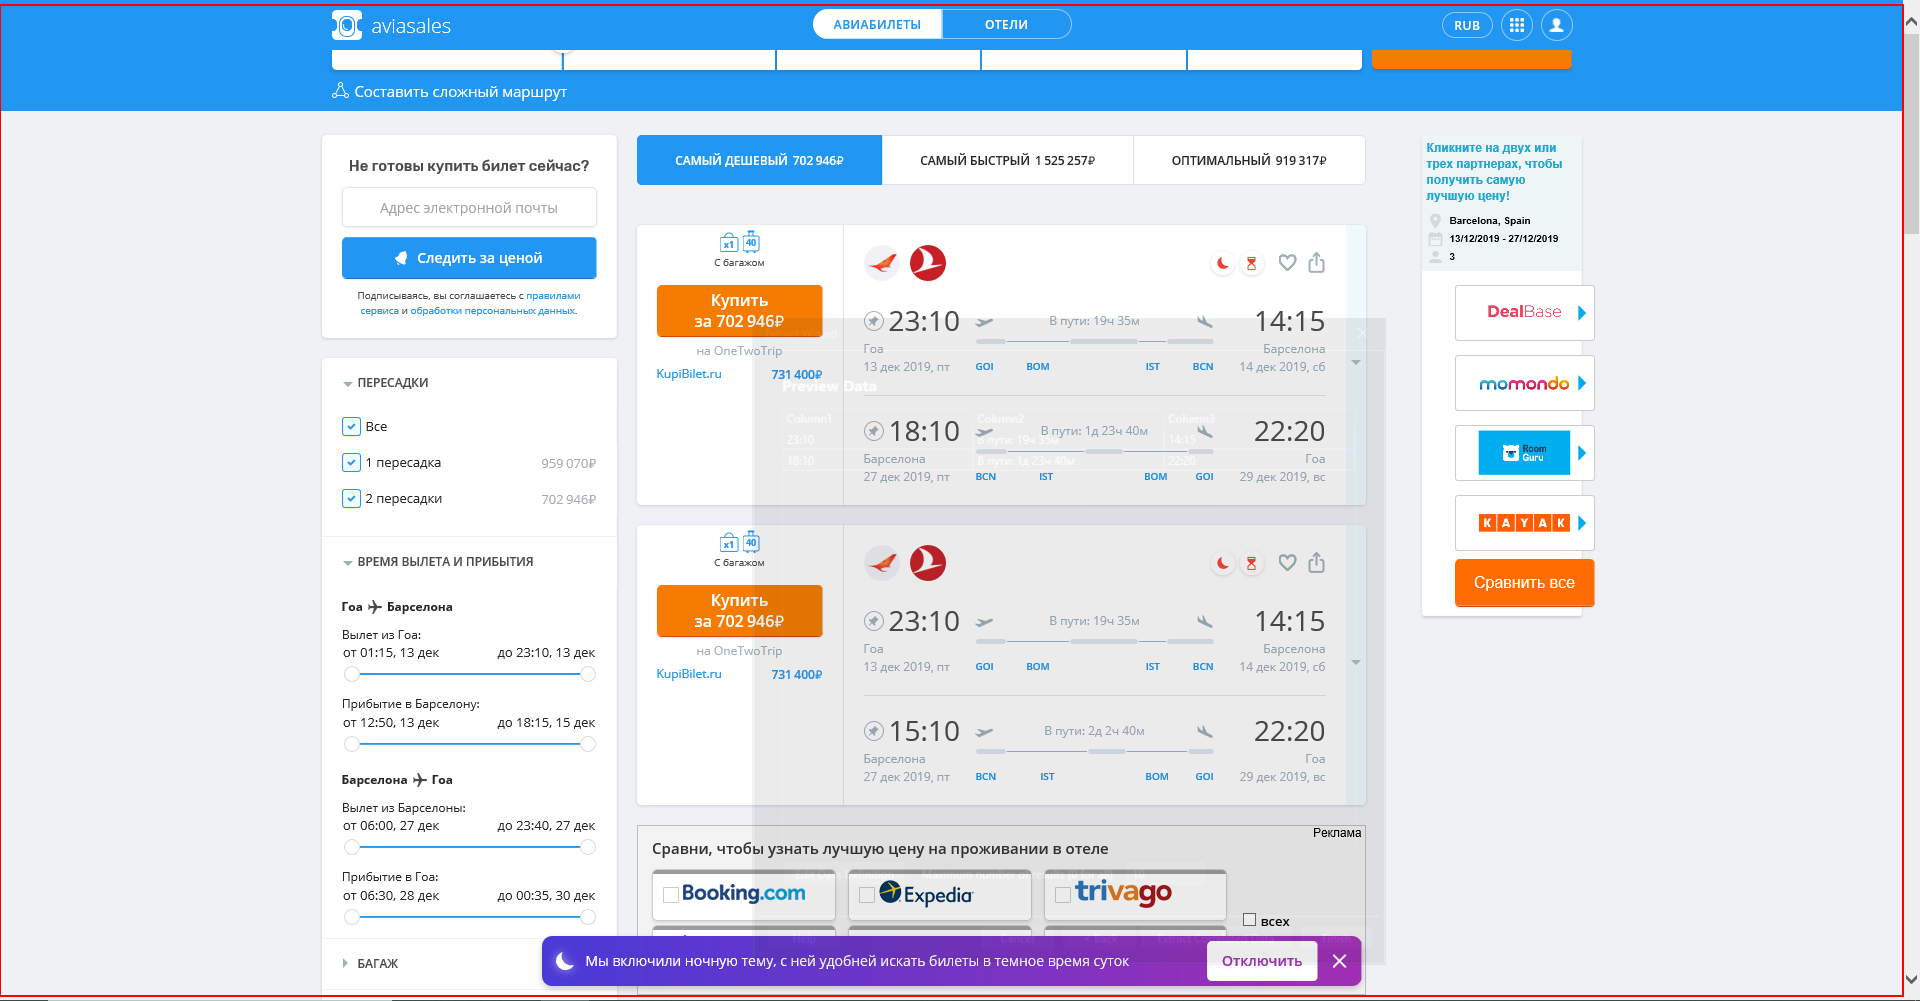 aviasales
АВИАБИЛЕТЫ
ОТЕЛИ
RUB
Составить сложный маршрут
Не готовы купить билет сейчас?
Адрес электронной почты
Следить за ценой
Подписываясь, вы соглашаетесь с правилами
сервиса и обработки персональных данных.
ПЕРЕСАДКИ
Все
1 пересадка 959 070₽
2 пересадки 702 946₽
ВРЕМЯ ВЫЛЕТА И ПРИБЫТИЯ
Гоа Барселона
Вылет из Гоа:
от 01:15, 13 дек до 23:10, 13 дек
Прибытие в Барселону:
от 12:50, 13 дек до 18:15, 15 дек
Барселона Гоа
Вылет из Барселоны:
от 06:00, 27 дек до 23:40, 27 дек
Прибытие в Гоа:
от 06:30, 28 дек до 00:35, 30 дек
БАГАЖ
САМЫЙ ДЕШЕВЫЙ 702 946₽
САМЫЙ БЫСТРЫЙ 1 525 257₽
ОПТИМАЛЬНЫЙ 919 317₽
x1 40
С багажом
Купить
за 702 946₽
на OneTwoTrip
KupiBilet.ru 731 400₽
23:10 В пути: 19ч 35м 14:15
Гоа Барселона
13 дек 2019, пт GOI BOM IST BCN 14 дек 2019, сб
Preview Data
Column1 Column2 Column3
23:10 В пути: 19ч 35м 14:15
18:10 В пути: 1д 23ч 40м 22:20
18:10 В пути: 1д 23ч 40м 22:20
Барселона Гоа
27 дек 2019, пт BCN IST BOM GOI 29 дек 2019, вс
x1 40
С багажом
Купить
за 702 946₽
на OneTwoTrip
KupiBilet.ru 731 400₽
23:10 В пути: 19ч 35м 14:15
Гоа Барселона
13 дек 2019, пт GOI BOM IST BCN 14 дек 2019, сб
15:10 В пути: 2д 2ч 40м 22:20
Барселона Гоа
27 дек 2019, пт BCN IST BOM GOI 29 дек 2019, вс
Реклама
Сравни, чтобы узнать лучшую цену на проживании в отеле
Booking.com
Expedia
trivago
всех
Мы включили ночную тему, с ней удобней искать билеты в темное время суток
Отключить
Кликните на двух или
трех партнерах, чтобы
получить самую
лучшую цену!
Barcelona, Spain
13/12/2019 - 27/12/2019
3
DealBase
momondo
Room
Guru
KAYAK
Сравнить все